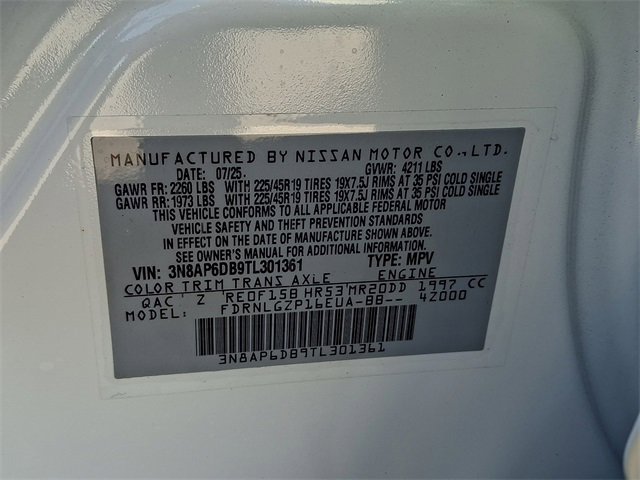 MANUFACTURED BY NISSAN MOTOR CO., LTD.
DATE: 07/25. GVWR: 4211 LBS
GAWR FR: 2260 LBS WITH 225/45R19 TIRES 19X7.5J RIMS AT 35 PSI COLD SINGLE
GAWR RR: 1973 LBS WITH 225/45R19 TIRES 19X7.5J RIMS AT 35 PSI COLD SINGLE
THIS VEHICLE CONFORMS TO ALL APPLICABLE FEDERAL MOTOR
VEHICLE SAFETY AND THEFT PREVENTION STANDARDS
IN EFFECT ON THE DATE OF MANUFACTURE SHOWN ABOVE.
SEE OWNER'S MANUAL FOR ADDITIONAL INFORMATION
VIN: 3N8AP6DB9TL301361 TYPE: MPV
COLOR TRIM TRANS AXLE ENGINE
QAC Z RE0F15B HR53 MR20DD 1997 CC
MODEL: FDRNLGZP16EUA-BB-- 4Z000
3N8AP6DB9TL301361